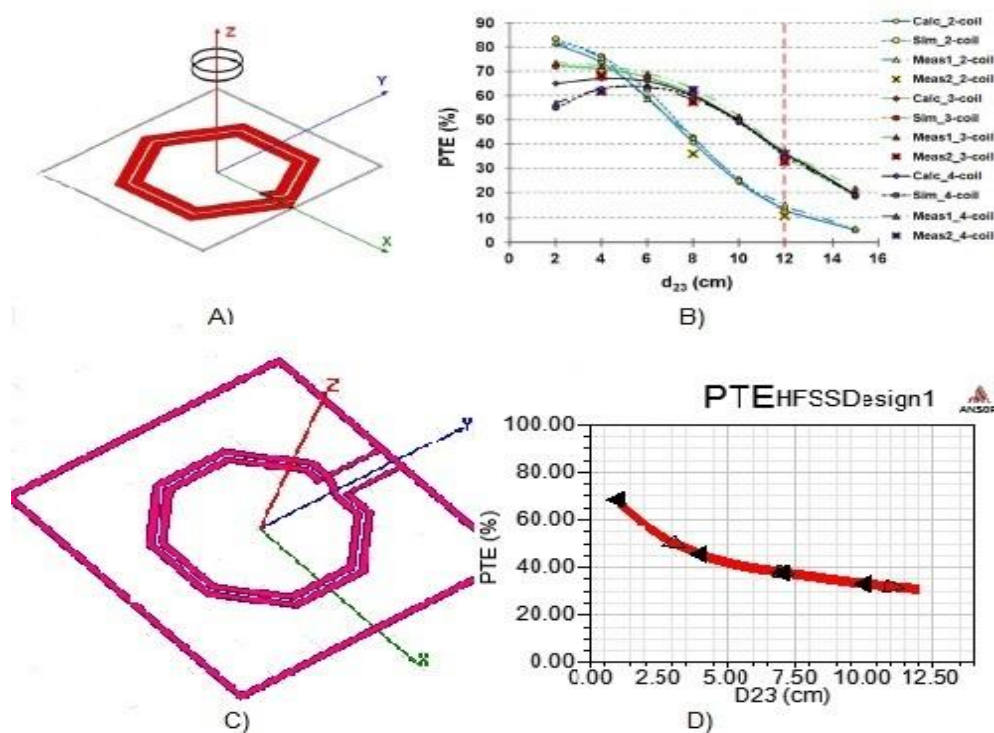 Z
Y
X
A)
90
80
70
60
50
40
30
20
10
0
PTE (%)
0 2 4 6 8 10 12 14 16
d23 (cm)
Calc_2-coil
Sim_2-coil
Meas1_2-coil
Meas2_2-coil
Calc_3-coil
Sim_3-coil
Meas1_3-coil
Meas2_3-coil
Calc_4-coil
Sim_4-coil
Meas1_4-coil
Meas2_4-coil
B)
Z
Y
X
C)
PTE HFSSDesign1
ANSOF
100.00
80.00
60.00
40.00
20.00
0.00
PTE (%)
0.00 2.50 5.00 7.50 10.00 12.50
D23 (cm)
D)